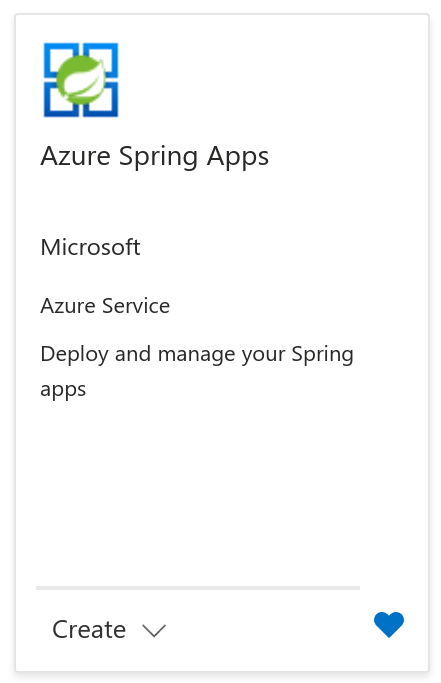 Azure Spring Apps
Microsoft
Azure Service
Deploy and manage your Spring
apps
Create